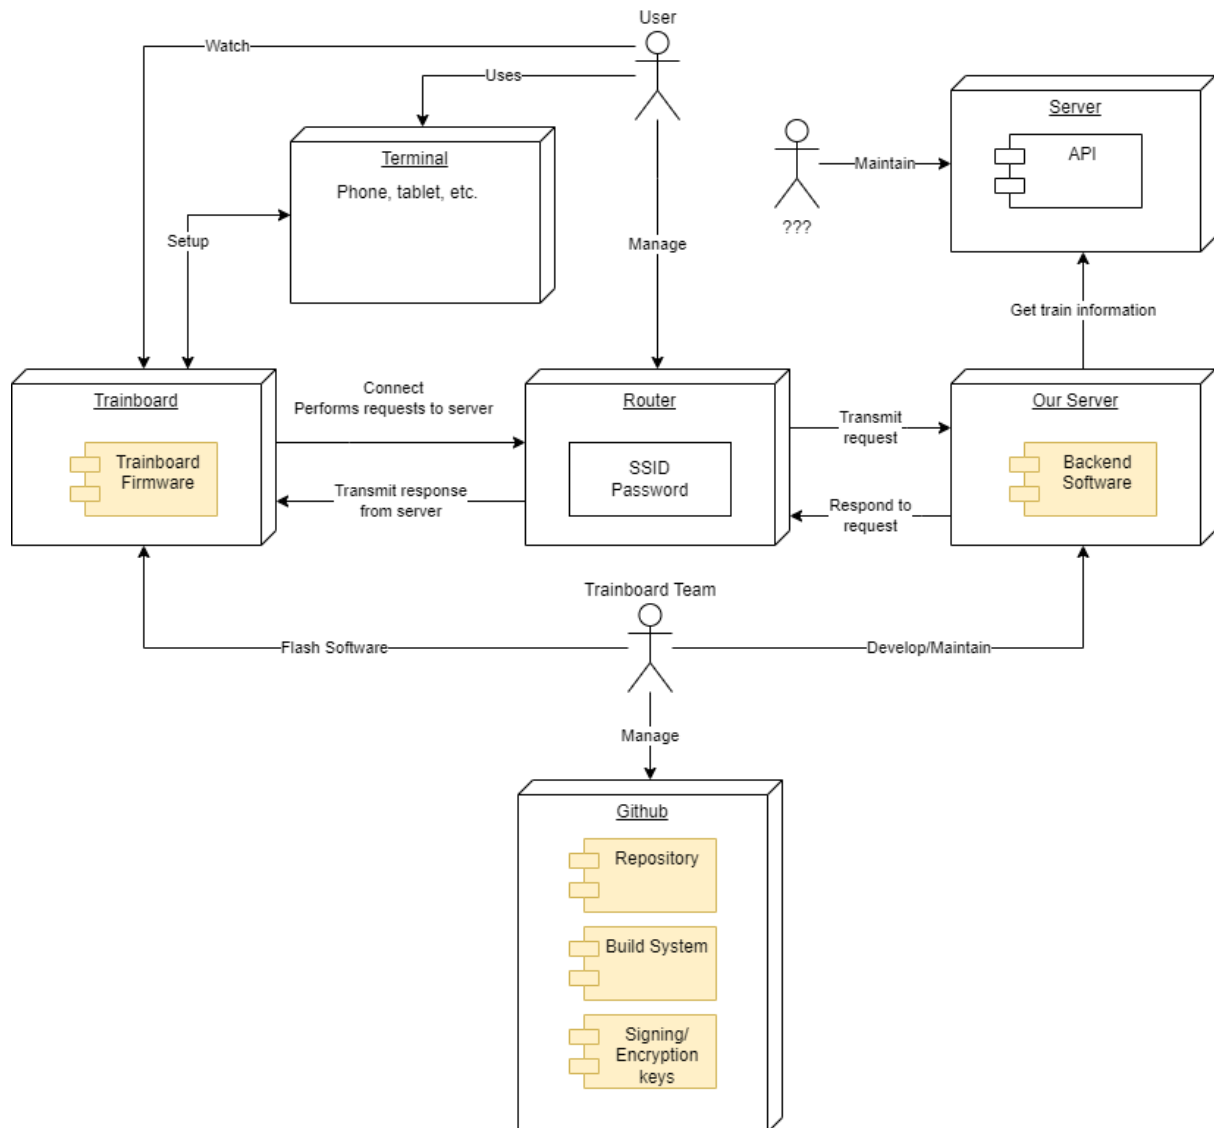 User
Watch
Uses
Server
API
Terminal
Phone, tablet, etc.
Maintain
???
Setup
Manage
Get train information
Trainboard
Trainboard
Firmware
Connect
Performs requests to server
Transmit response
from server
Router
SSID
Password
Transmit
request
Respond to
request
Our Server
Backend
Software
Trainboard Team
Flash Software
Develop/Maintain
Manage
Github
Repository
Build System
Signing/
Encryption
keys